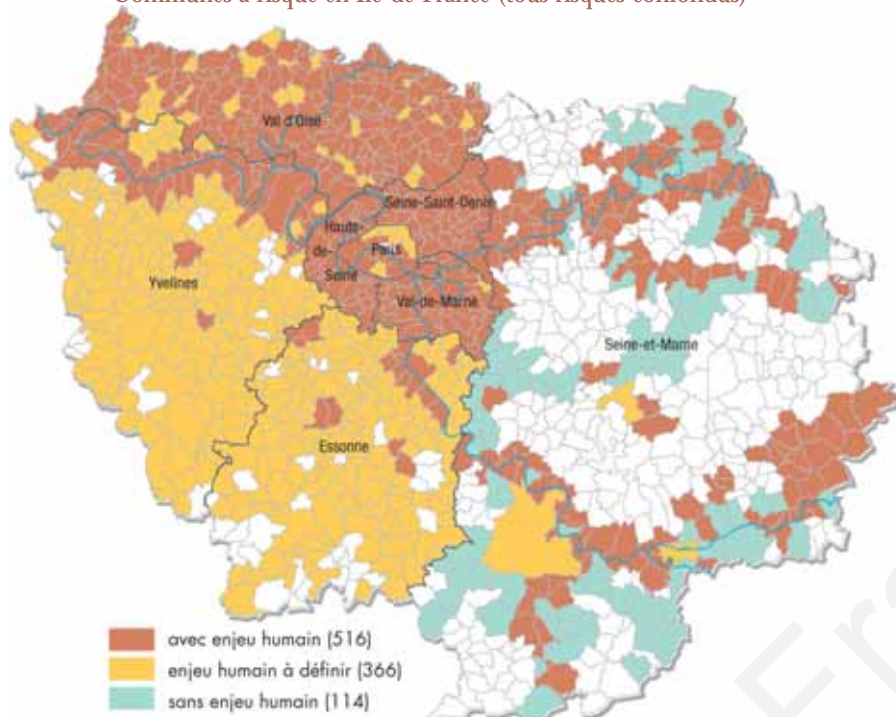 Communes à risque en Île-de-France (tous risques confondus)
Val d'Oise
Seine-Saint-Denis
Hauts-
de-
Seine
Paris
Val-de-Marne
Yvelines
Seine-et-Marne
Essonne
avec enjeu humain (516)
enjeu humain à définir (366)
sans enjeu humain (114)